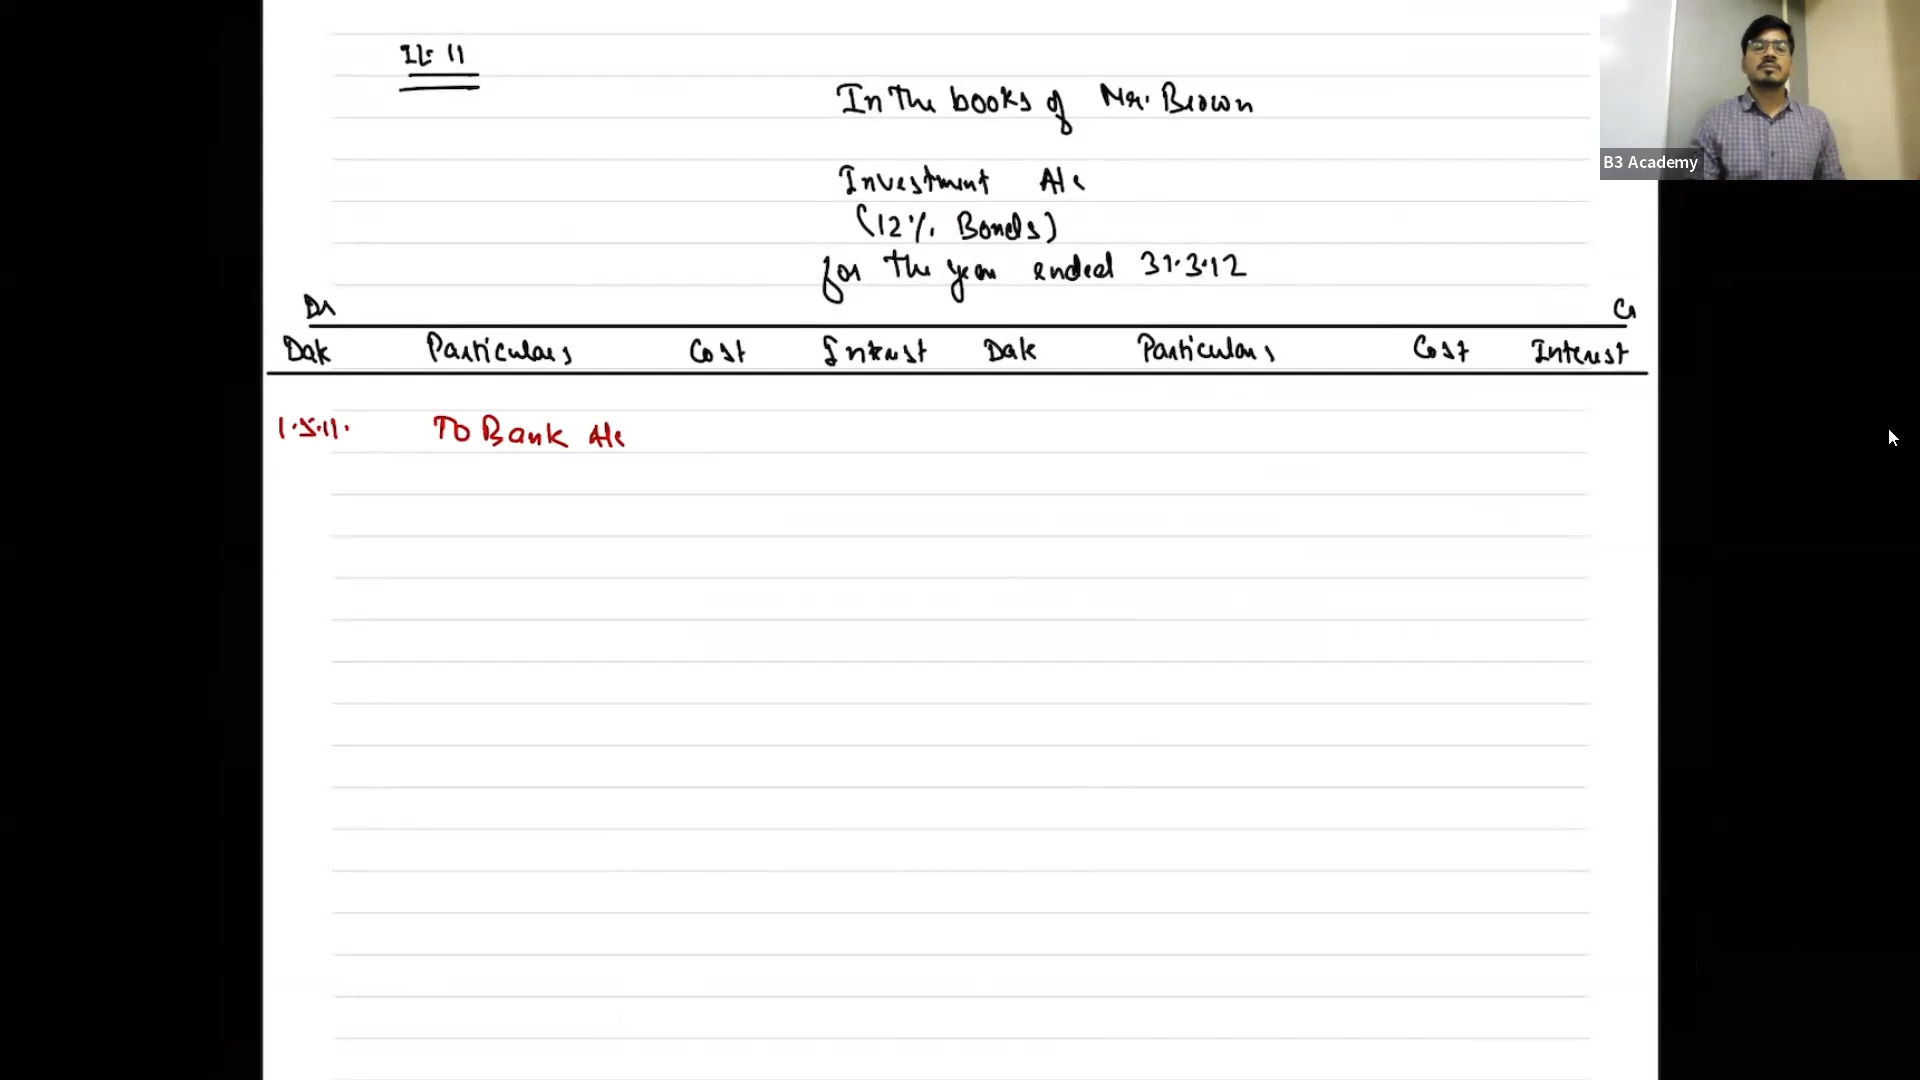 Ill: 11
In The books of Mr. Brown
B3 Academy
Investment A/c
(12% Bonds)
for the year ended 31.3.12
Dr Cr
Date Particulars Cost Interest Date Particulars Cost Interest
1.5.11. To Bank A/c